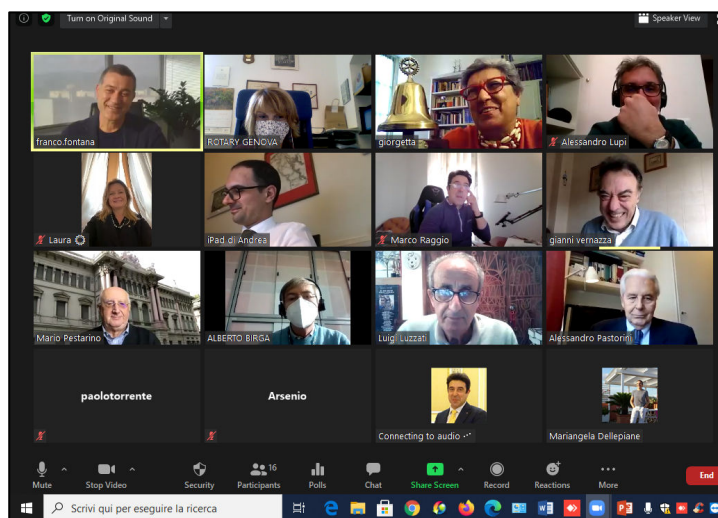 Turn on Original Sound
Speaker View
franco.fontana
ROTARY GENOVA
giorgetta
Alessandro Lupi
Laura
iPad di Andrea
Marco Raggio
gianni vernazza
Mario Pestarino
ALBERTO BIRGA
Luigi Luzzati
Alessandro Pastorini
paolotorrente
Arsenio
Connecting to audio
Mariangela Dellepiane
16
Mute
Stop Video
Security
Participants
Polls
Chat
Share Screen
Record
Reactions
More
End
Scrivi qui per eseguire la ricerca